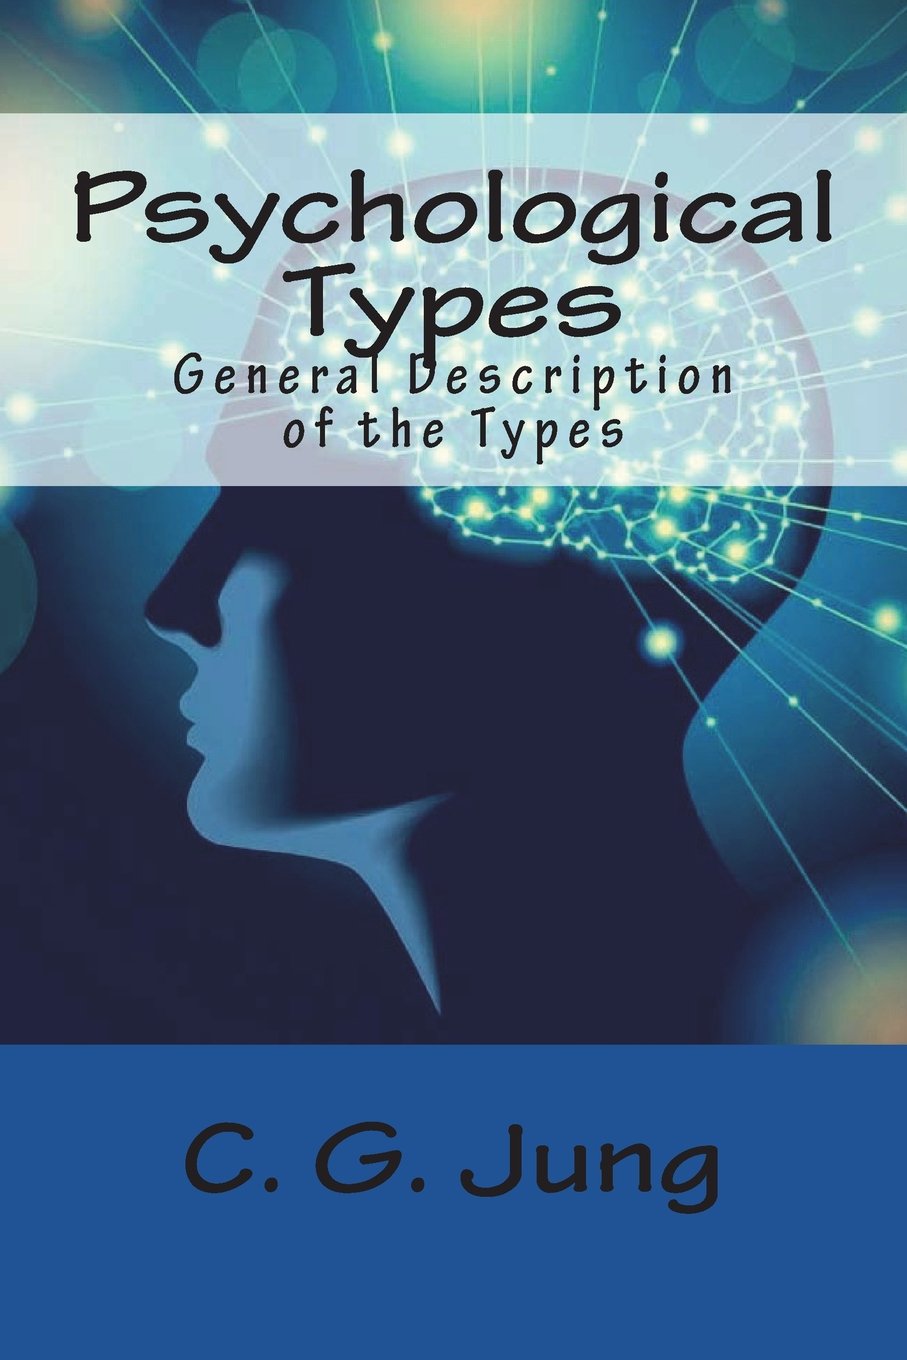 Psychological
Types
General Description
of the Types
C. G. Jung